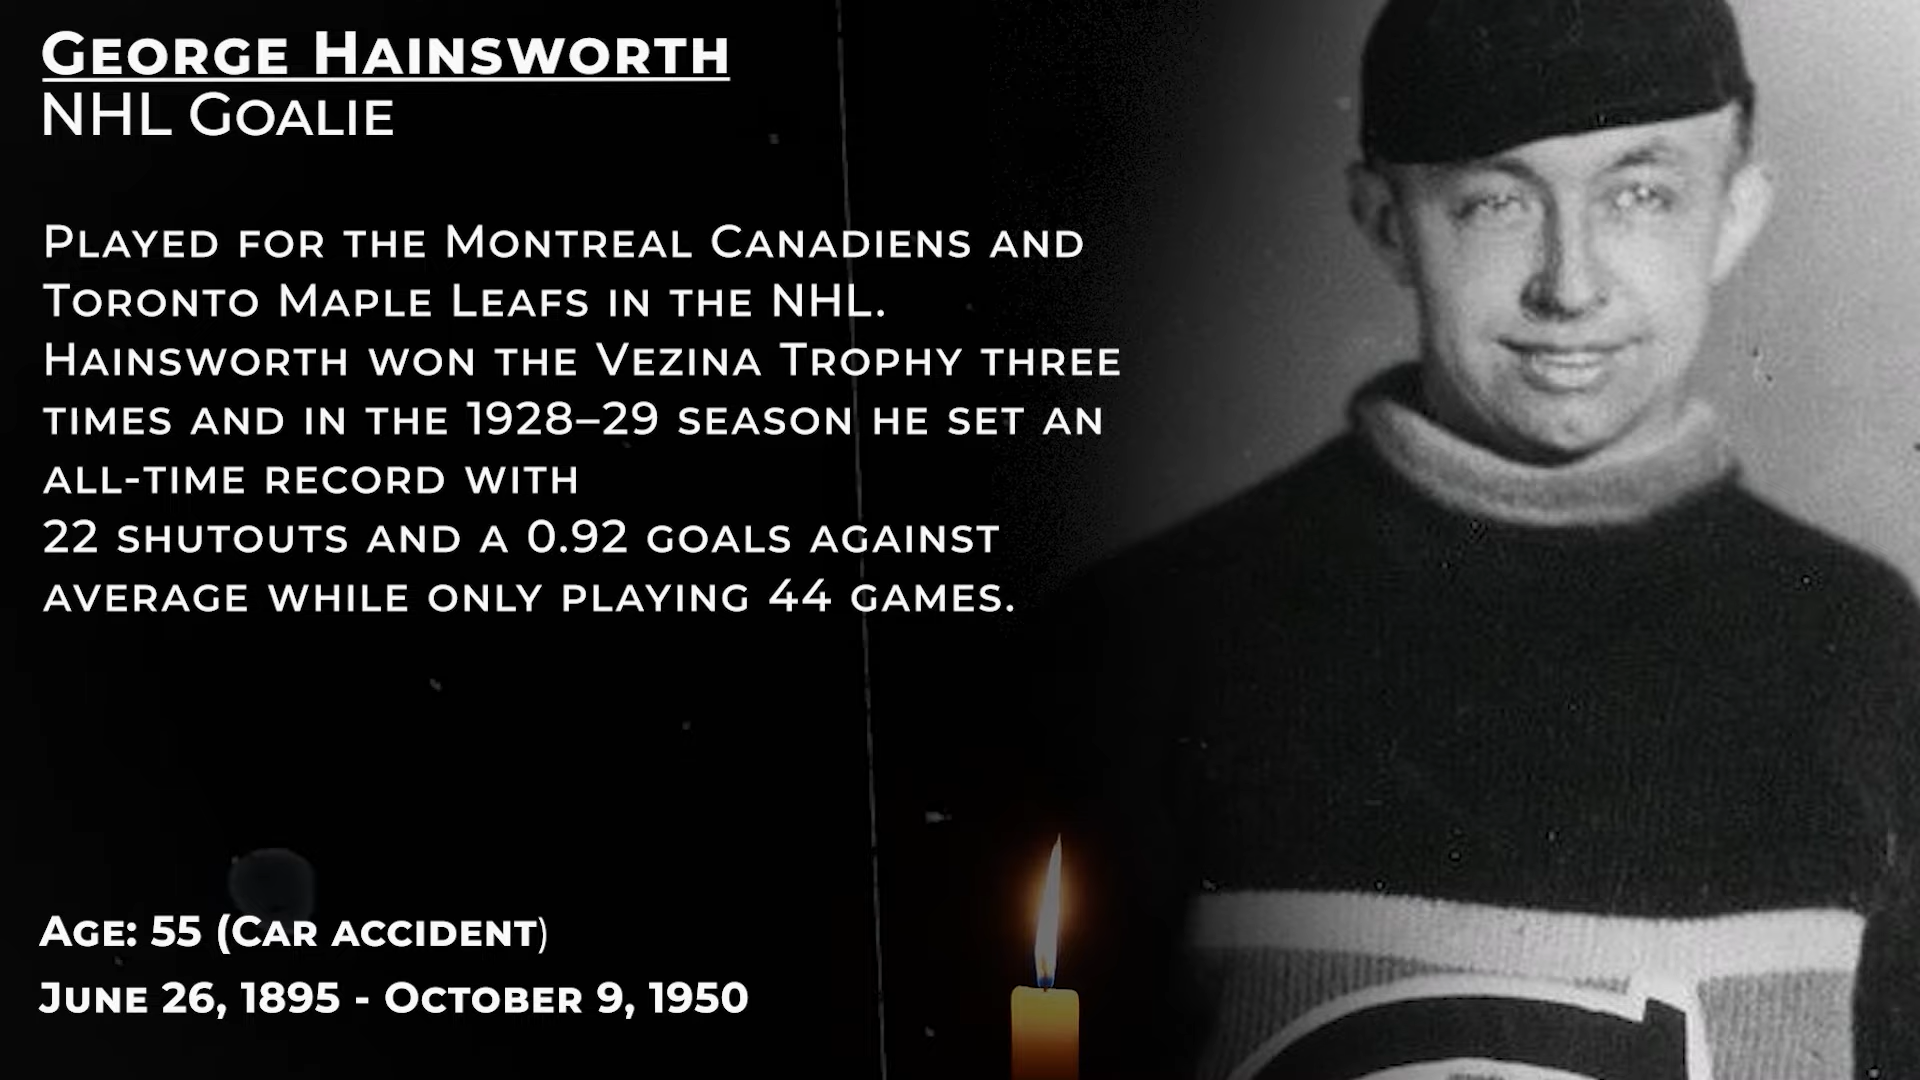 George Hainsworth
NHL Goalie
Played for the Montreal Canadiens and
Toronto Maple Leafs in the NHL.
Hainsworth won the Vezina Trophy three
times and in the 1928–29 season he set an
all-time record with
22 shutouts and a 0.92 goals against
average while only playing 44 games.
Age: 55 (Car accident)
June 26, 1895 - October 9, 1950